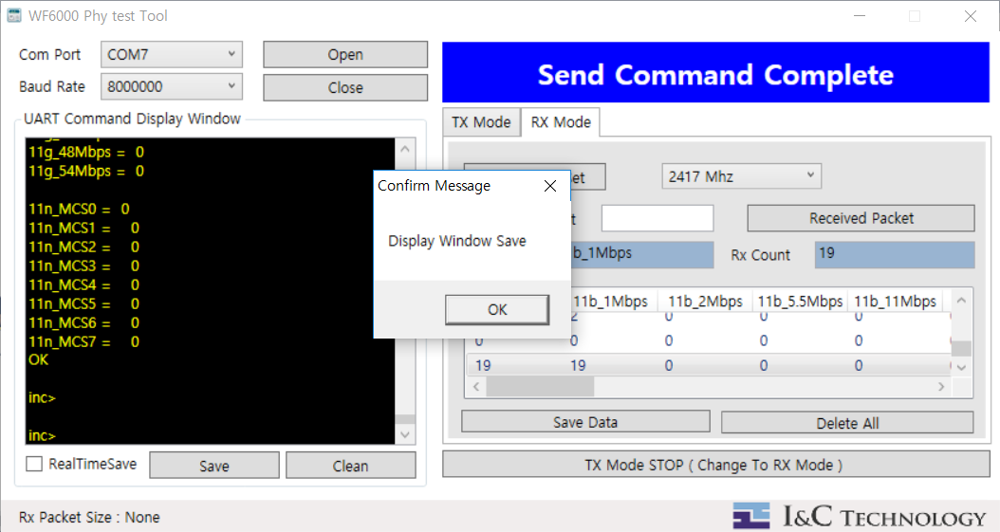 WF6000 Phy test Tool
Com Port COM7 Open
Baud Rate 8000000 Close
Send Command Complete
UART Command Display Window
11g_48Mbps = 0
11g_54Mbps = 0
11n_MCS0 = 0
11n_MCS1 = 0
11n_MCS2 = 0
11n_MCS3 = 0
11n_MCS4 = 0
11n_MCS5 = 0
11n_MCS6 = 0
11n_MCS7 = 0
OK
inc>
inc>
RealTimeSave Save Clean
TX Mode RX Mode
2417 Mhz
Received Packet
b_1Mbps Rx Count 19
Confirm Message
Display Window Save
OK
11b_1Mbps 11b_2Mbps 11b_5.5Mbps 11b_11Mbps
2 0 0 0
0 0 0 0 0
19 19 0 0 0
Save Data Delete All
TX Mode STOP ( Change To RX Mode )
Rx Packet Size : None
I&C TECHNOLOGY